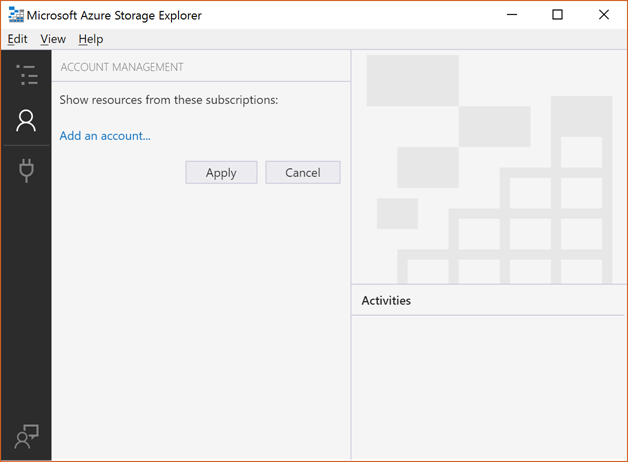 Microsoft Azure Storage Explorer
Edit View Help
ACCOUNT MANAGEMENT
Show resources from these subscriptions:
Add an account...
Apply Cancel
Activities